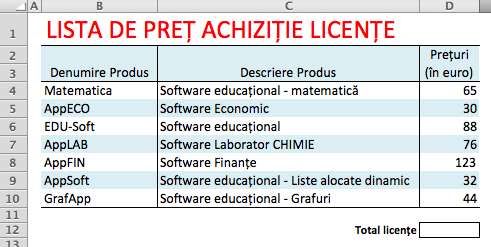 A B C D
1 LISTA DE PREȚ ACHIZIȚIE LICENȚE
2 Prețuri
3 Denumire Produs Descriere Produs (în euro)
4 Matematica Software educațional - matematică 65
5 AppECO Software Economic 30
6 EDU-Soft Software educațional 88
7 AppLAB Software Laborator CHIMIE 76
8 AppFIN Software Finanțe 123
9 AppSoft Software educațional - Liste alocate dinamic 32
10 GrafApp Software educațional - Grafuri 44
11
12 Total licențe
13